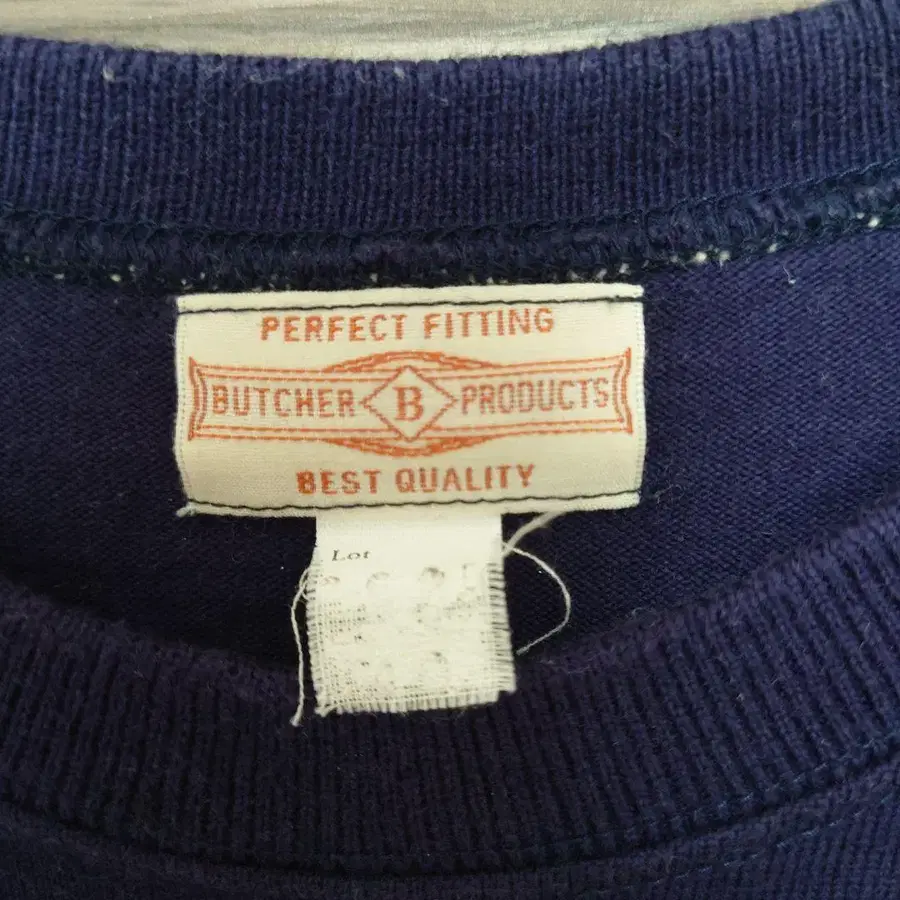 PERFECT FITTING
BUTCHER B PRODUCTS
BEST QUALITY
Lot